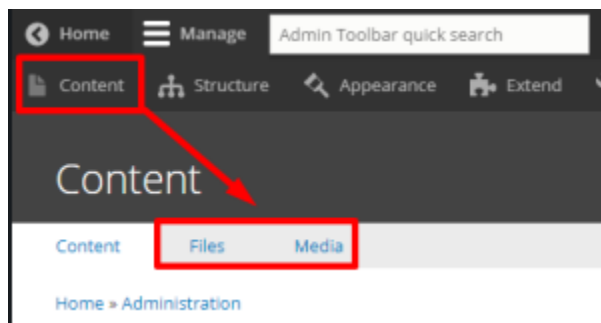 Home Manage Admin Toolbar quick search
Content Structure Appearance Extend
Content
Content Files Media
Home » Administration